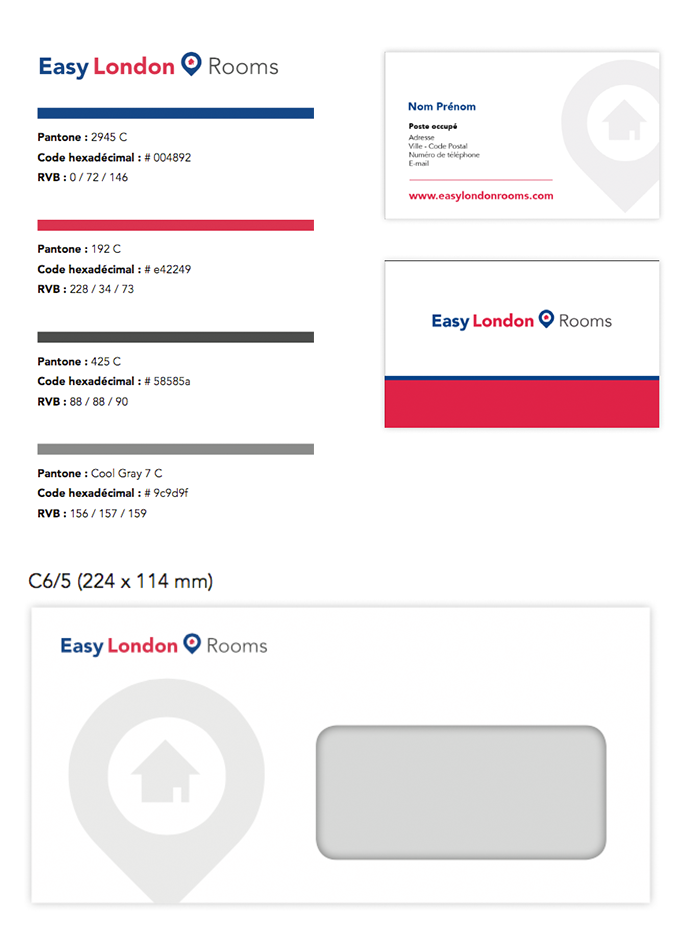 Easy London Rooms
Pantone : 2945 C
Code hexadécimal : # 004892
RVB : 0 / 72 / 146
Pantone : 192 C
Code hexadécimal : # e42249
RVB : 228 / 34 / 73
Pantone : 425 C
Code hexadécimal : # 58585a
RVB : 88 / 88 / 90
Pantone : Cool Gray 7 C
Code hexadécimal : # 9c9d9f
RVB : 156 / 157 / 159
Nom Prénom
Poste occupé
Adresse
Ville - Code Postal
Numéro de téléphone
E-mail
www.easylondonrooms.com
Easy London Rooms
C6/5 (224 x 114 mm)
Easy London Rooms